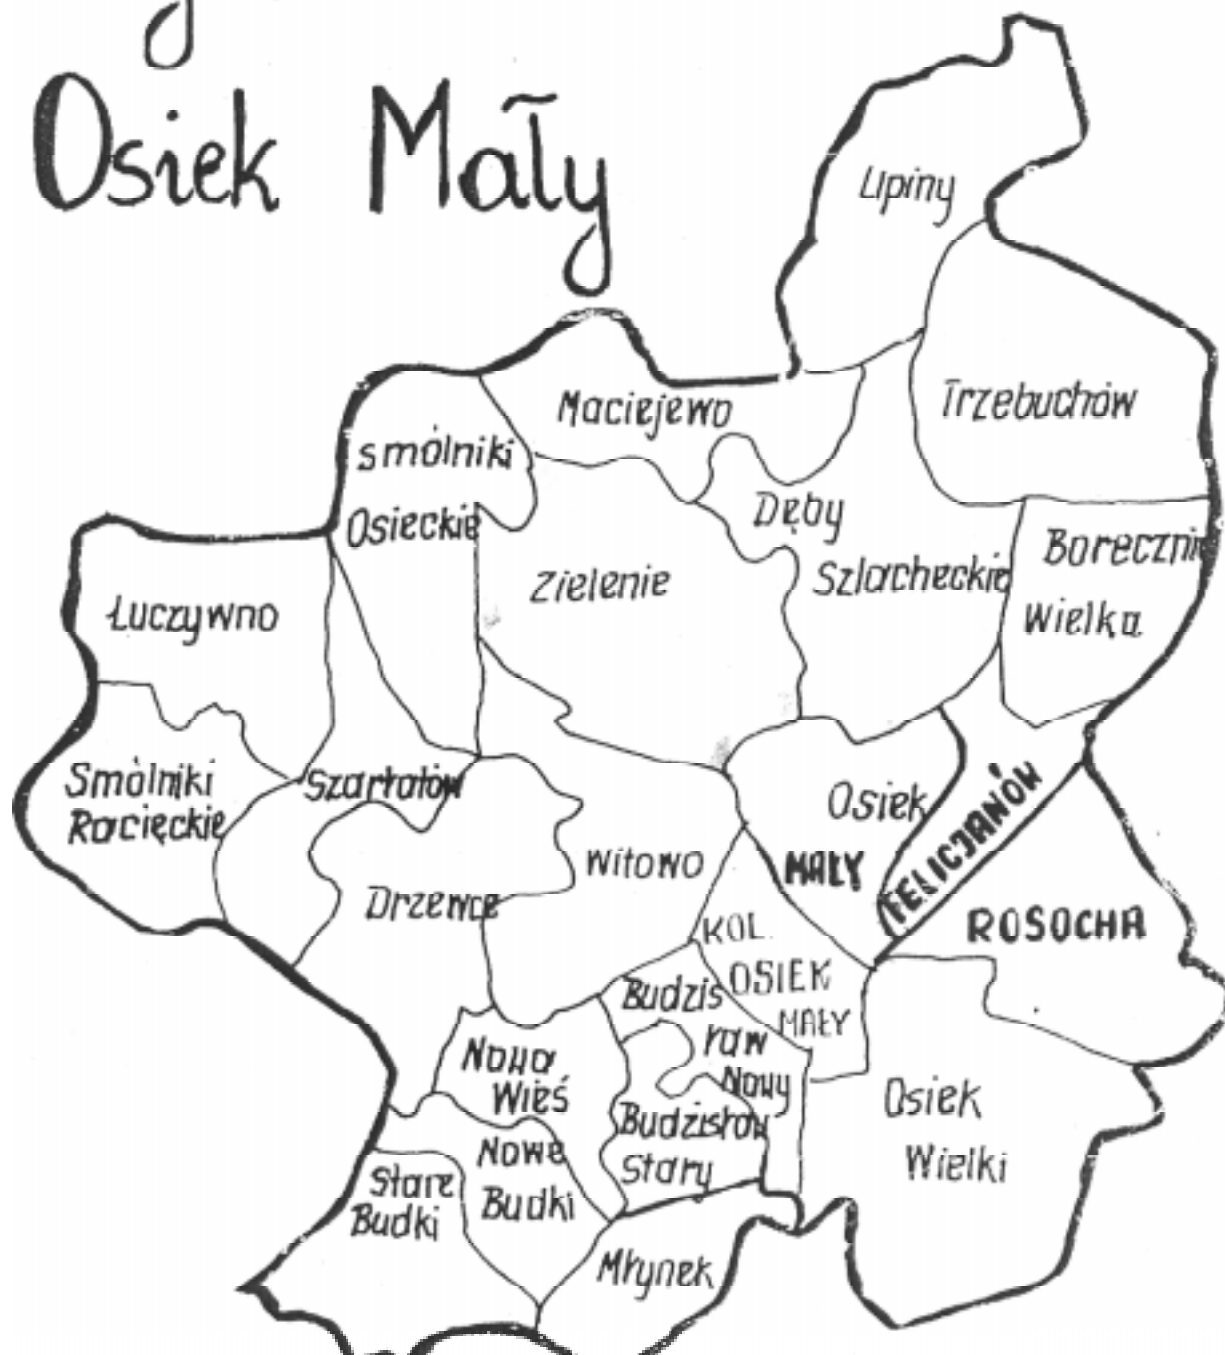 Osiek Mały
Lipiny
Trzebuchów
Maciejewo
Smólniki
Osieckie
Dęby
Szlacheckie
Boreczni
Wielka
Zielenie
Łuczywno
Smólniki
Racięckie
Szarłatów
Osiek
MAŁY
FELICJANÓW
ROSOCHA
Witowo
Drzewce
KOL.
OSIEK
MAŁY
Budzis
ław
Nowy
Nowa
Wieś
Budzisław
Stary
Osiek
Wielki
Nowe
Budki
Stare
Budki
Młynek